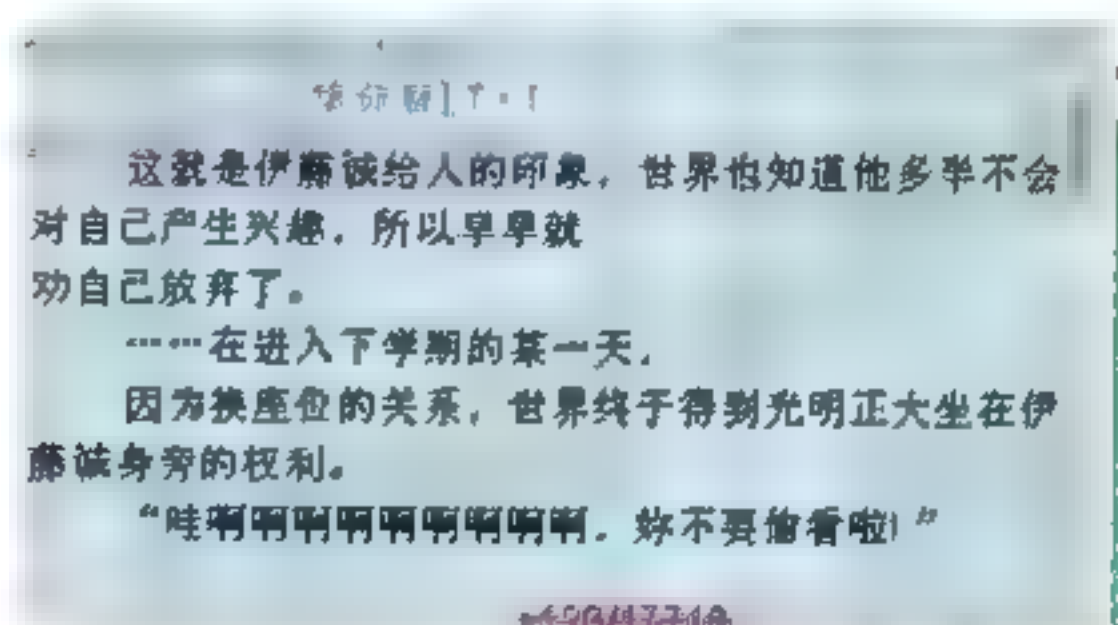 这就是伊藤诚给人的印象，世界也知道他多半不会
对自己产生兴趣，所以早早就
劝自己放弃了。
……在进入下学期的某一天，
因为换座位的关系，世界终于得到光明正大坐在伊
藤诚身旁的权利。
“哇啊啊啊啊啊啊啊啊啊，妳不要偷看啦！”